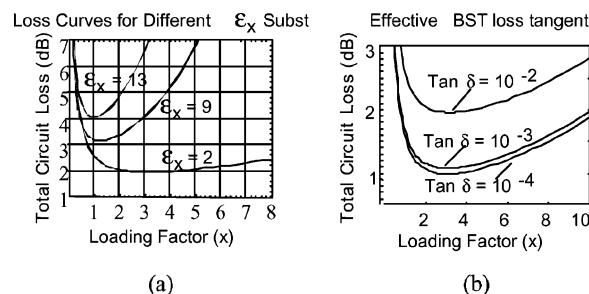 Loss Curves for Different εx Subst
Total Circuit Loss (dB)
7
6
5
4
3
2
1
εx = 13
εx = 9
εx = 2
1 2 3 4 5 6 7 8
Loading Factor (x)
(a)
Effective BST loss tangent
Total Circuit Loss (dB)
3
2
1
Tan δ = 10 -2
Tan δ = 10 -3
Tan δ = 10 -4
2 4 6 8 10
Loading Factor (x)
(b)